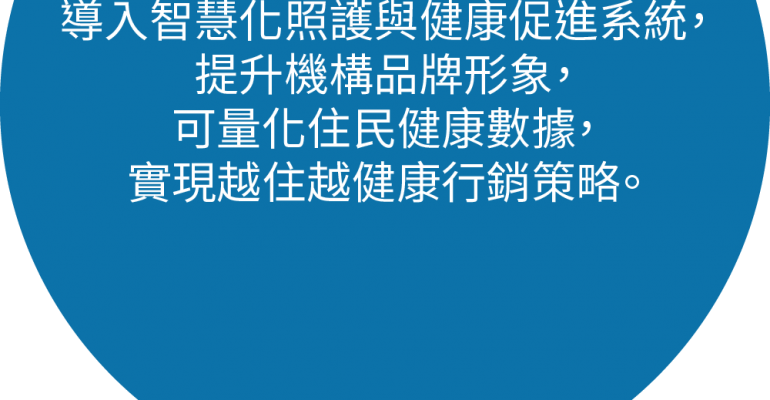 導入智慧化照護與健康促進系統，
提升機構品牌形象，
可量化住民健康數據，
實現越住越健康行銷策略。